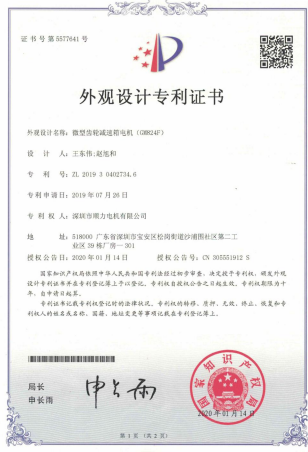 证书号第5577641号
外观设计专利证书
外观设计名称：微型齿轮减速箱电机（GMB24F）
设 计 人：王东伟;赵旭和
专 利 号：ZL 2019 3 0402734.6
专利申请日：2019年07月26日
专 利 权 人：深圳市顺力电机有限公司
地 址：518000 广东省深圳市宝安区松岗街道沙浦围社区第二工
业区39栋厂房—301
授权公告日：2020年01月14日 授权公告号：CN 305551912 S
国家知识产权局依照中华人民共和国专利法经过初步审查，决定授予专利权，颁发外观
设计专利证书并在专利登记簿上予以登记。专利权自授权公告之日起生效。专利权期限为十
年，自申请日起算。
专利证书记载专利权登记时的法律状况。专利权的转移、质押、无效、终止、恢复和专
利权人的姓名或名称、国籍、地址变更等事项记载在专利登记簿上。
局长
申长雨
申长雨
国家知识产权局
2020年01月14日
第 1 页（共 2 页）